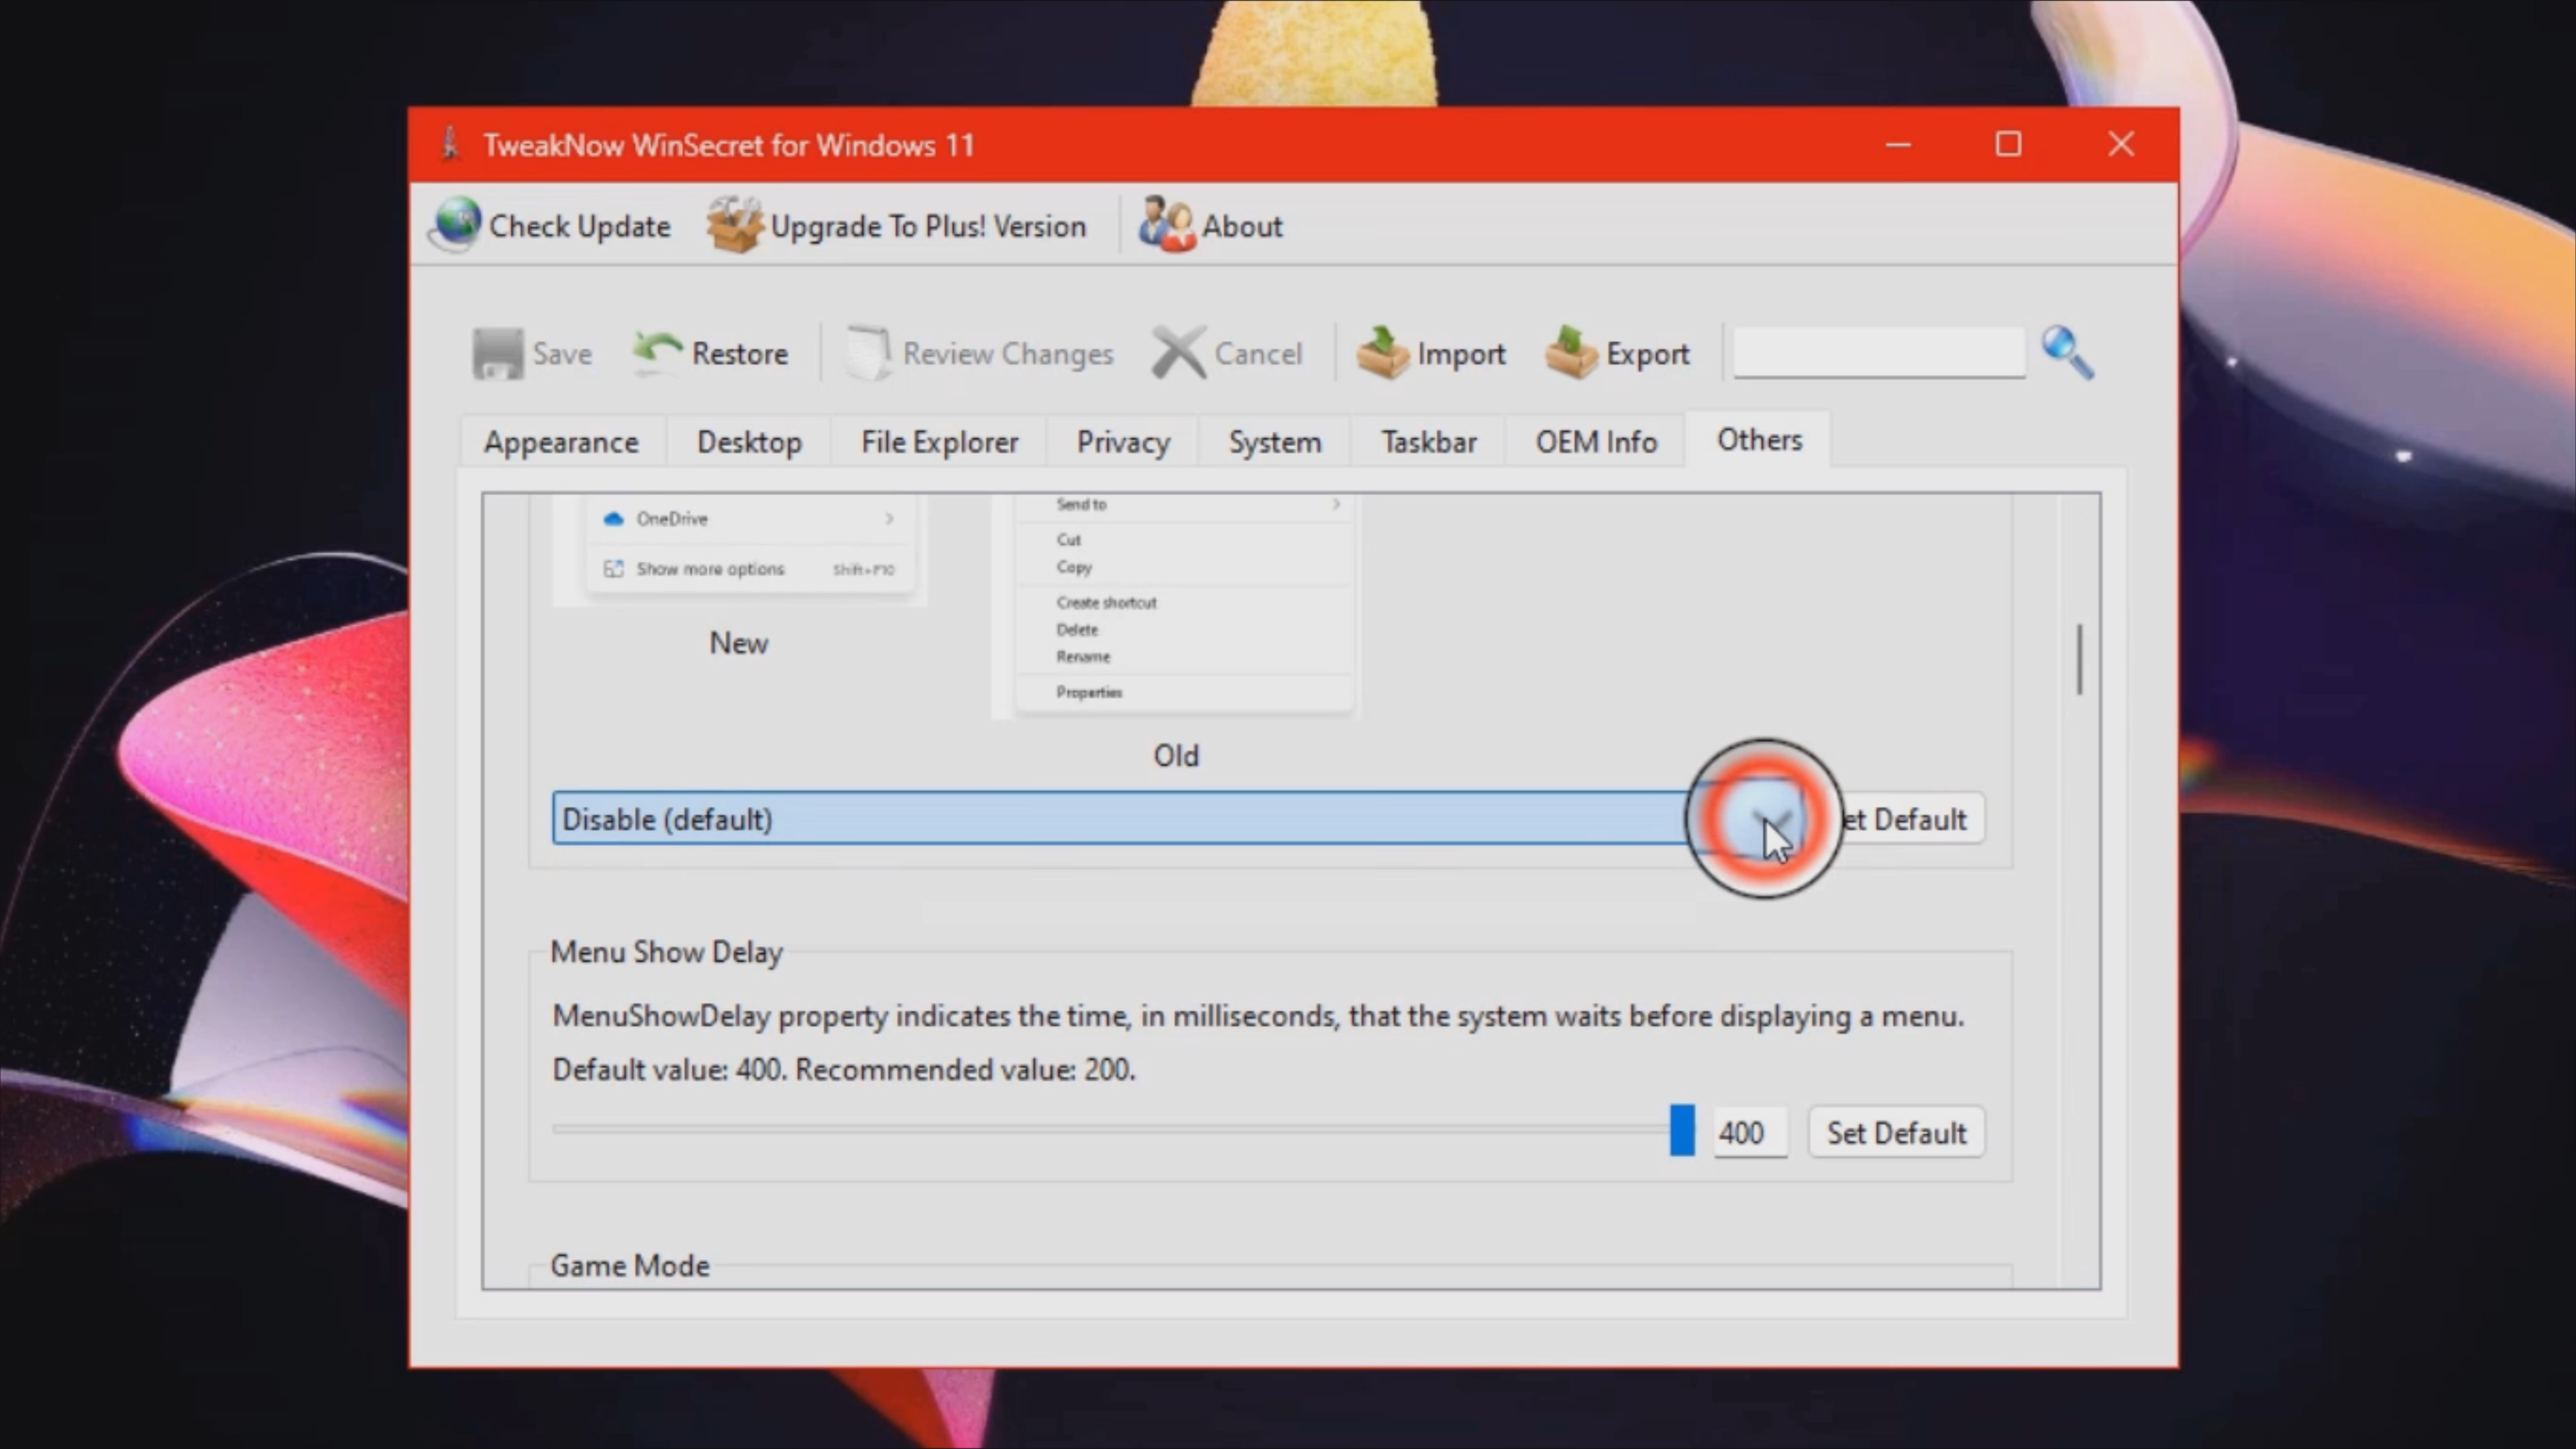 TweakNow WinSecret for Windows 11
Check Update
Upgrade To Plus! Version
About
Save
Restore
Review Changes
Cancel
Import
Export
Appearance
Desktop
File Explorer
Privacy
System
Taskbar
OEM Info
Others
OneDrive
Show more options Shift+F10
New
Send to
Cut
Copy
Create shortcut
Delete
Rename
Properties
Old
Disable (default)
et Default
Menu Show Delay
MenuShowDelay property indicates the time, in milliseconds, that the system waits before displaying a menu.
Default value: 400. Recommended value: 200.
400
Set Default
Game Mode